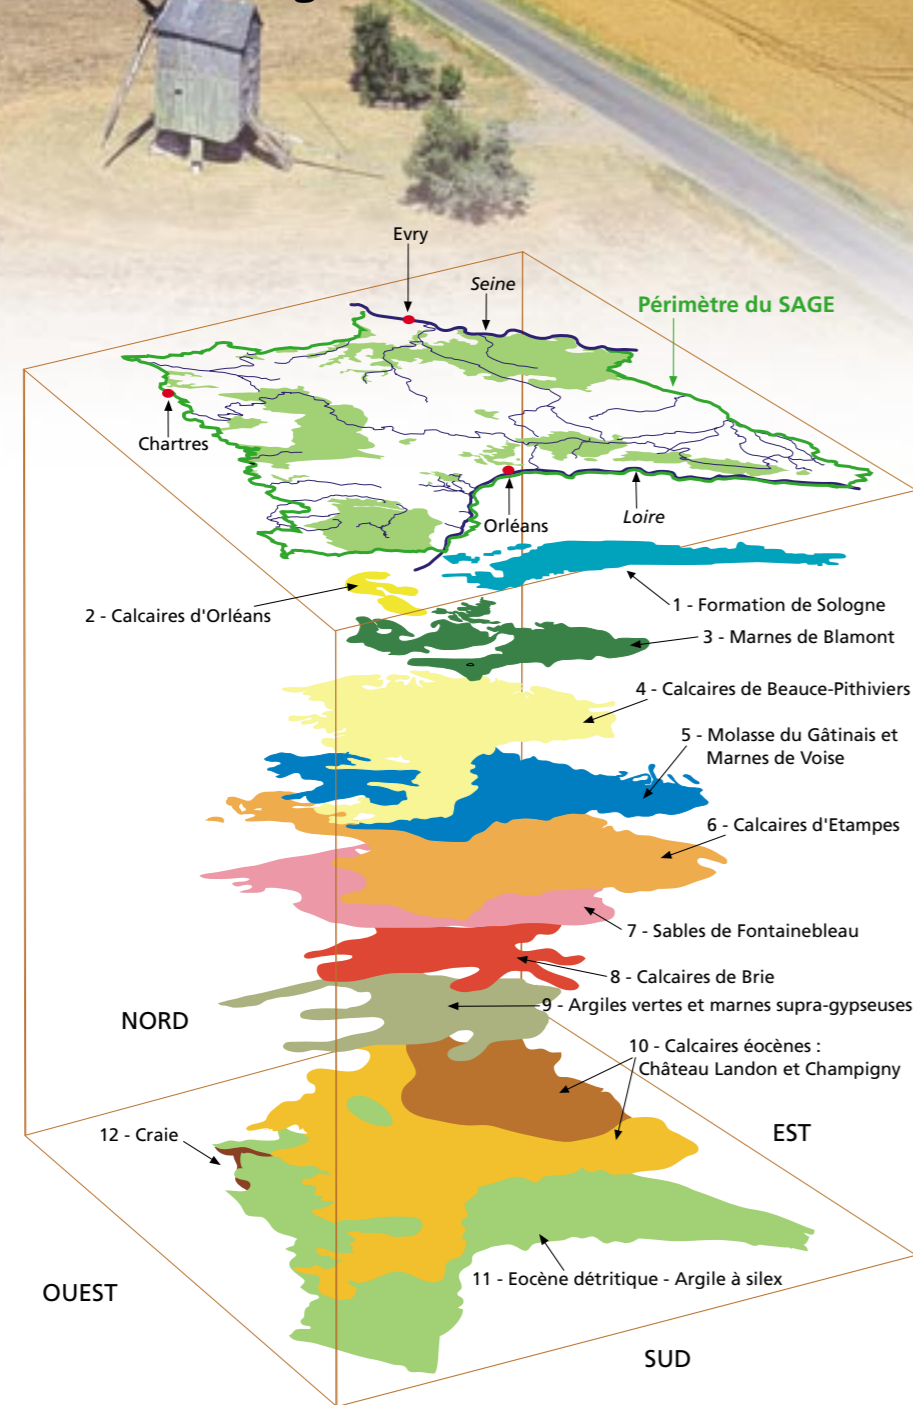 Evry
Seine
Périmètre du SAGE
Chartres
Orléans
Loire
1 - Formation de Sologne
2 - Calcaires d'Orléans
3 - Marnes de Blamont
4 - Calcaires de Beauce-Pithiviers
5 - Molasse du Gâtinais et
Marnes de Voise
6 - Calcaires d'Etampes
7 - Sables de Fontainebleau
8 - Calcaires de Brie
9 - Argiles vertes et marnes supra-gypseuses
NORD
10 - Calcaires éocènes :
Château Landon et Champigny
EST
12 - Craie
11 - Eocène détritique - Argile à silex
OUEST
SUD